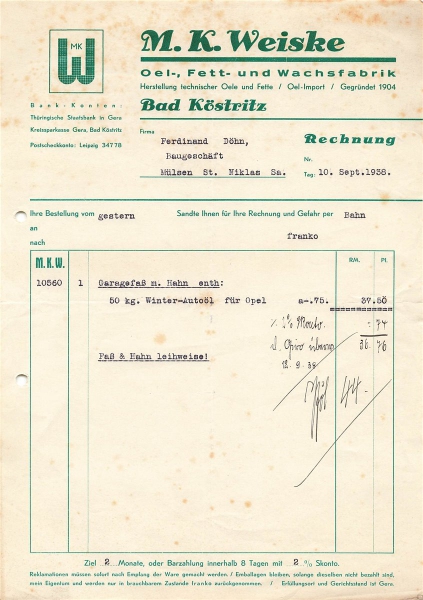 MK
W
M. K. Weiske
Oel-, Fett- und Wachsfabrik
Herstellung technischer Oele und Fette / Oel-Import / Gegründet 1904
Bad Köstritz
Bank-Konten:
Thüringische Staatsbank in Gera
Kreissparkasse Gera, Bad Köstritz
Postscheckkonto: Leipzig 34778
Firma
Ferdinand Döhn,
Baugeschäft
Mülsen St. Niklas Sa.
Rechnung
Nr.
Tag: 10. Sept.1938.
Ihre Bestellung vom gestern
Sandte Ihnen für Ihre Rechnung und Gefahr per Bahn
an
franko
nach
M.K.W.
RM.
Pf.
10560 1 Garagefaß m. Hahn enth:
50 kg. Winter-Autoöl für Opel a-.75. 37.50
2%
-.74
36.76
d. Giro
12.9.38
Faß & Hahn leihweise!
44.-
Ziel 2 Monate, oder Barzahlung innerhalb 8 Tagen mit 2 % Skonto.
Reklamationen müssen sofort nach Empfang der Ware gemacht werden. / Emballagen bleiben, solange dieselben nicht bezahlt sind,
mein Eigentum und werden nur in brauchbarem Zustande franko zurückgenommen. / Erfüllungsort und Gerichtsstand ist Gera.